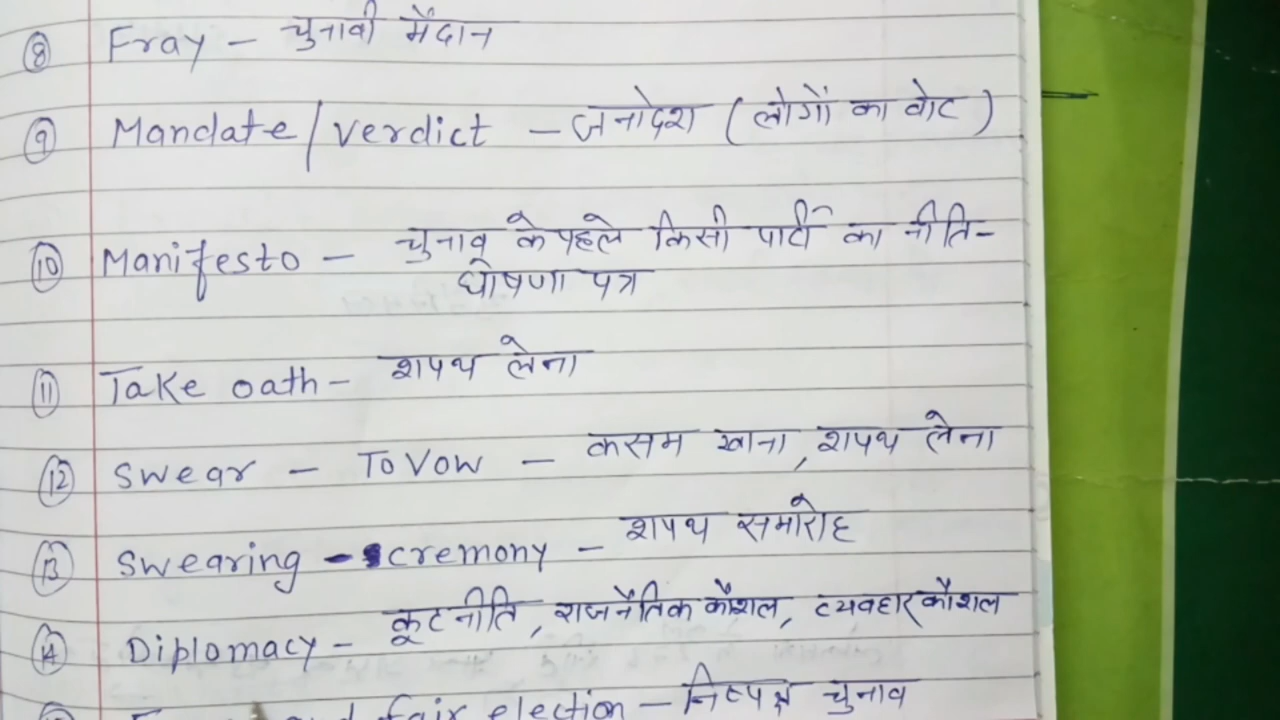 ⑧ Fray – चुनावी मैदान
⑨ Mandate/verdict – जनादेश (लोगों का वोट)
⑩ Manifesto – चुनाव के पहले किसी पार्टी का नीति-
घोषणा पत्र
⑪ Take oath – शपथ लेना
⑫ Swear – To Vow – कसम खाना, शपथ लेना
⑬ Swearing - cremony – शपथ समारोह
⑭ Diplomacy – कूटनीति, राजनैतिक कौशल, व्यवहार कौशल
and fair election – निष्पक्ष चुनाव